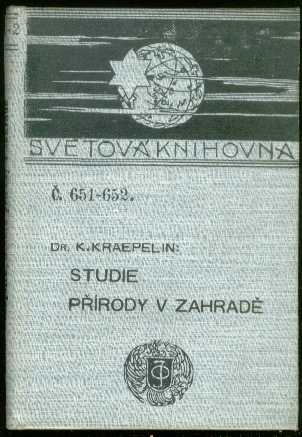 SVĚTOVÁ KNIHOVNA
Č. 651-652.
DR. K. KRAEPELIN:
STUDIE
PŘÍRODY V ZAHRADĚ